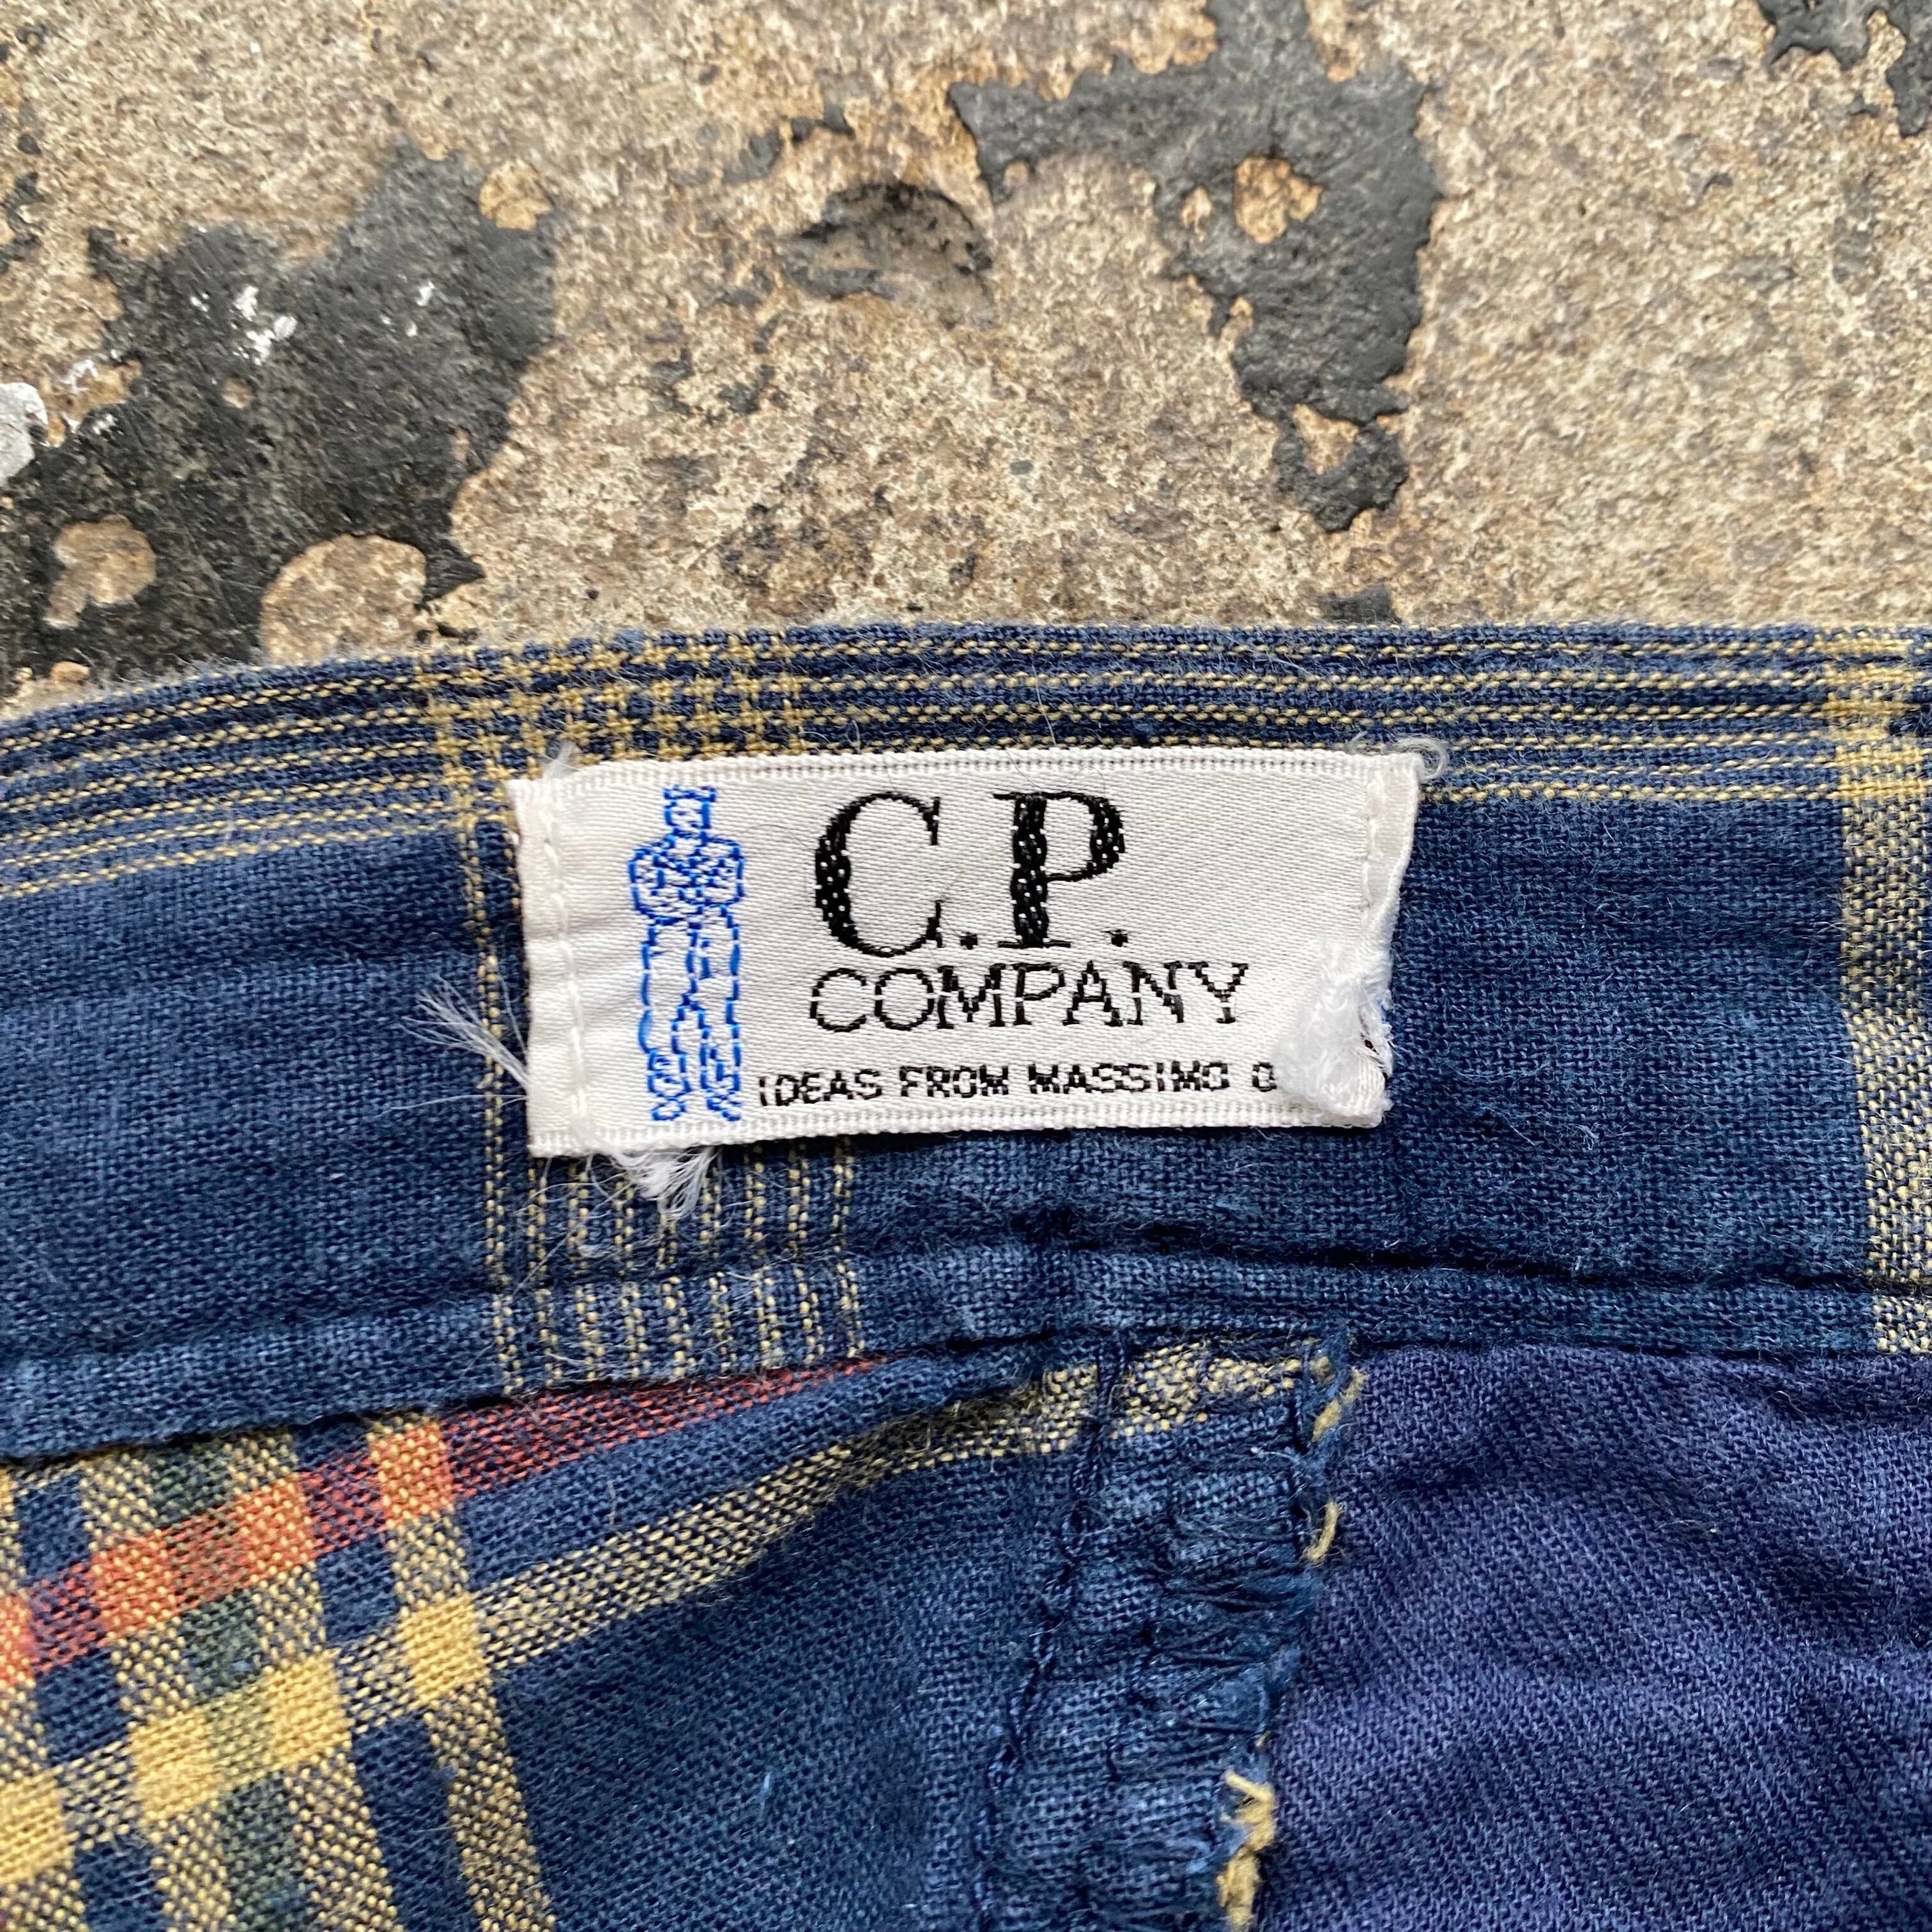 C.P.
COMPANY
IDEAS FROM MASSIMO